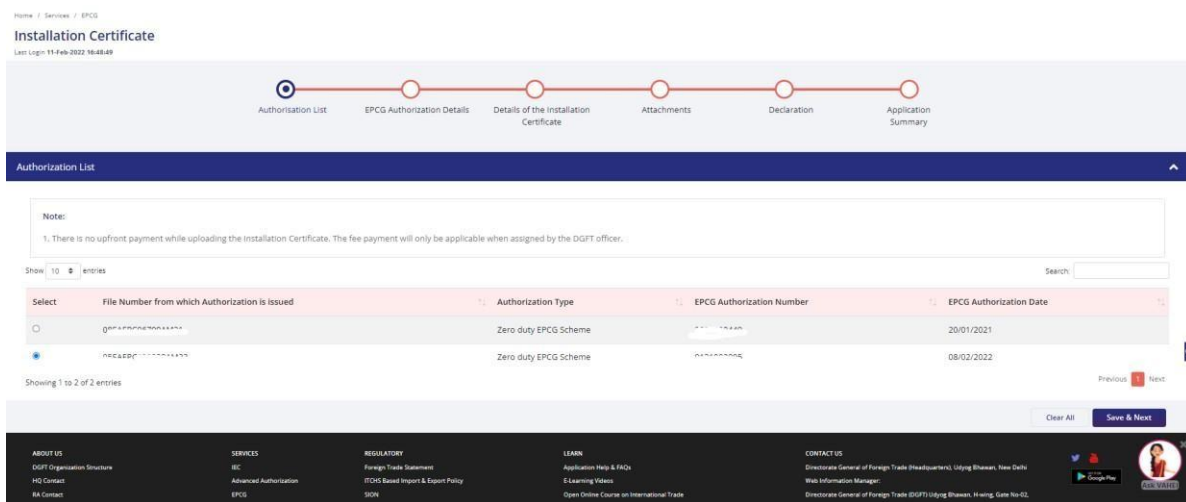 Home / Services / EPCG
Installation Certificate
Last Login 11-Feb-2022 16:48:49
Authorisation List
EPCG Authorization Details
Details of the Installation
Certificate
Attachments
Declaration
Application
Summary
Authorization List
Note:
1. There is no upfront payment while uploading the Installation Certificate. The fee payment will only be applicable when assigned by the DGFT officer.
Show 10 entries
Search:
Select File Number from which Authorization is issued Authorization Type EPCG Authorization Number EPCG Authorization Date
Zero duty EPCG Scheme 20/01/2021
Zero duty EPCG Scheme 08/02/2022
Showing 1 to 2 of 2 entries
Previous 1 Next
Clear All Save & Next
ABOUT US SERVICES REGULATORY LEARN CONTACT US
DGFT Organization Structure IEC Foreign Trade Statement Application Help & FAQs Directorate General of Foreign Trade (Headquarters), Udyog Bhawan, New Delhi
HQ Contact Advanced Authorization ITCHS Based Import & Export Policy E-Learning Videos Web Information Manager:
RA Contact EPCG SION Open Online Course on International Trade Directorate General of Foreign Trade (DGFT) Udyog Bhawan, H-wing, Gate No-02,
Google Play
Ask VAHEI